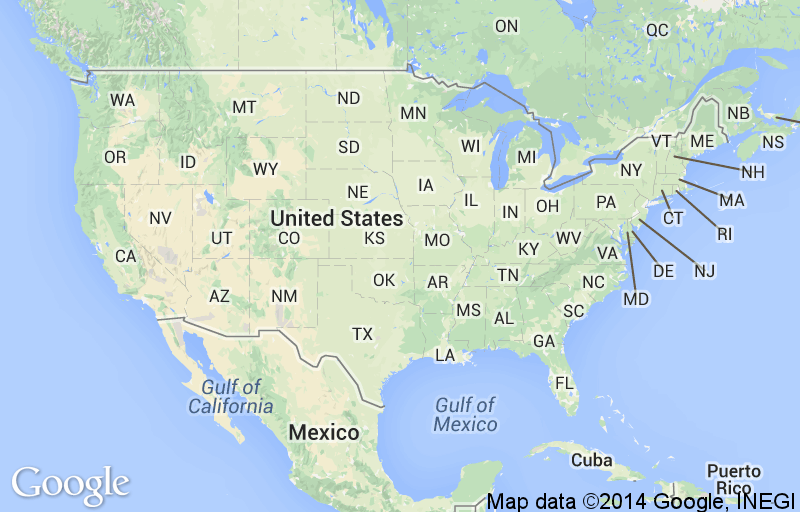 ON
QC
WA
MT
ND
MN
NB
OR
ID
SD
WI
MI
VT
ME
NS
WY
NY
NH
NV
NE
IA
IL
IN
OH
PA
MA
United States
CT
UT
CO
KS
MO
KY
WV
RI
CA
VA
DE
NJ
AZ
NM
OK
AR
TN
NC
MD
TX
MS
AL
SC
LA
GA
FL
Gulf of
California
Gulf of
Mexico
Mexico
Cuba
Puerto
Rico
Google
Map data ©2014 Google, INEGI